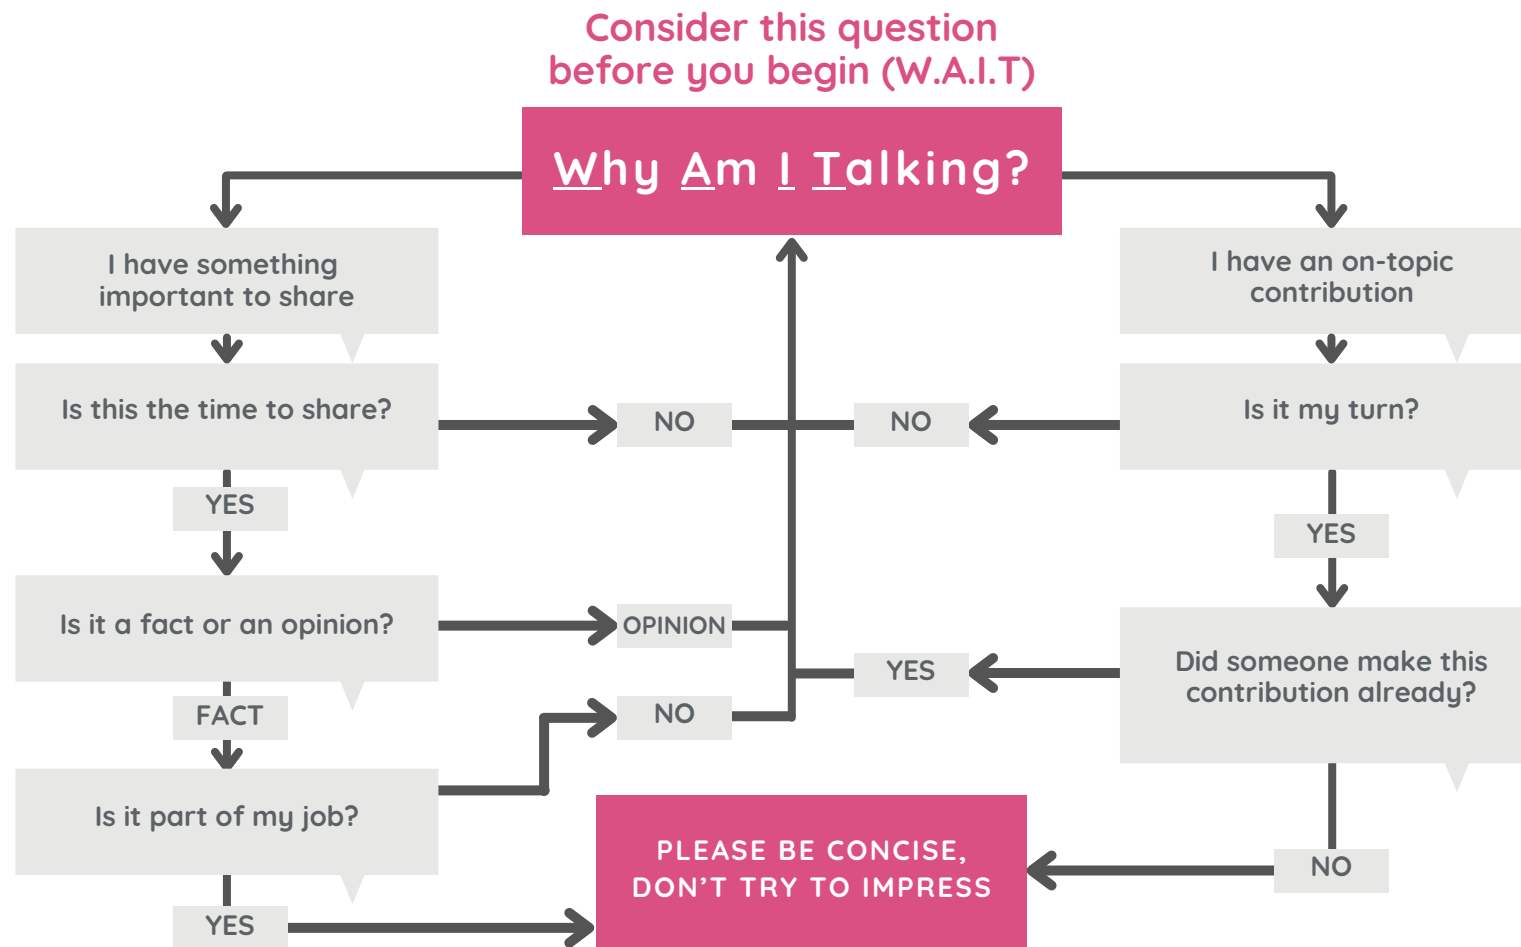 Consider this question
before you begin (W.A.I.T)
Why Am I Talking?
I have something
important to share
I have an on-topic
contribution
Is this the time to share?
NO
NO
Is it my turn?
YES
YES
Is it a fact or an opinion?
OPINION
Did someone make this
contribution already?
YES
FACT
NO
Is it part of my job?
PLEASE BE CONCISE,
DON'T TRY TO IMPRESS
NO
YES